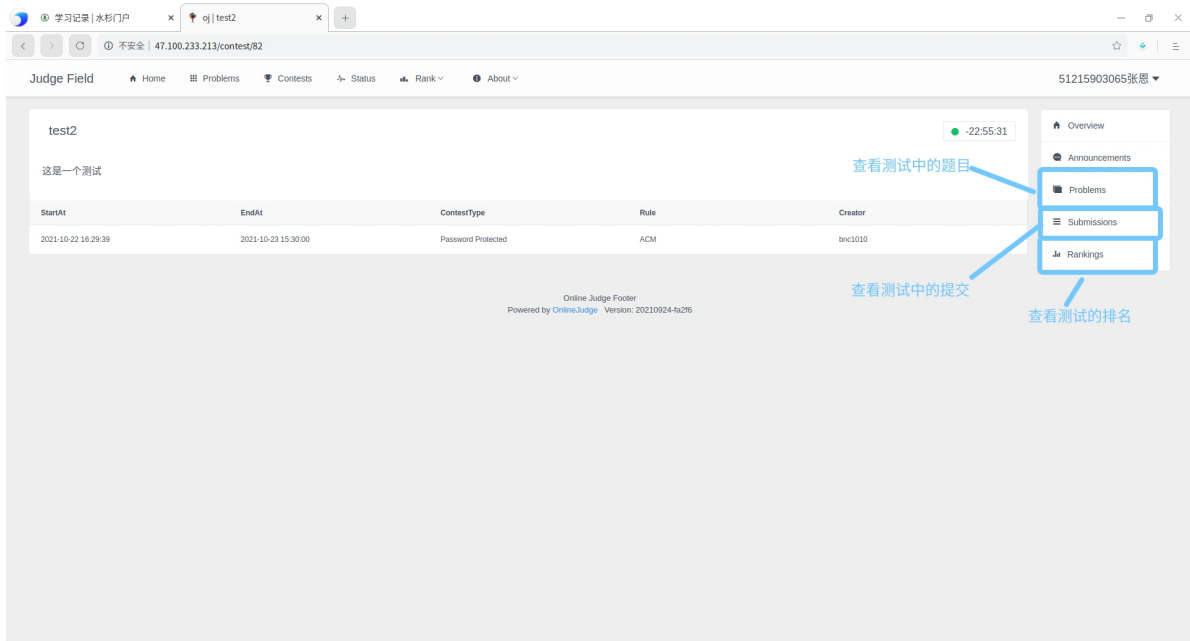 学习记录 | 水杉门户
oj | test2
不安全 | 47.100.233.213/contest/82
Judge Field Home Problems Contests Status Rank About 51215903065张恩
test2 -22:55:31
这是一个测试
StartAt EndAt ContestType Rule Creator
2021-10-22 16:29:39 2021-10-23 15:30:00 Password Protected ACM bnc1010
Overview
Announcements
Problems
Submissions
Rankings
查看测试中的题目
查看测试中的提交
查看测试的排名
Online Judge Footer
Powered by OnlineJudge Version: 20210924-fa2f6